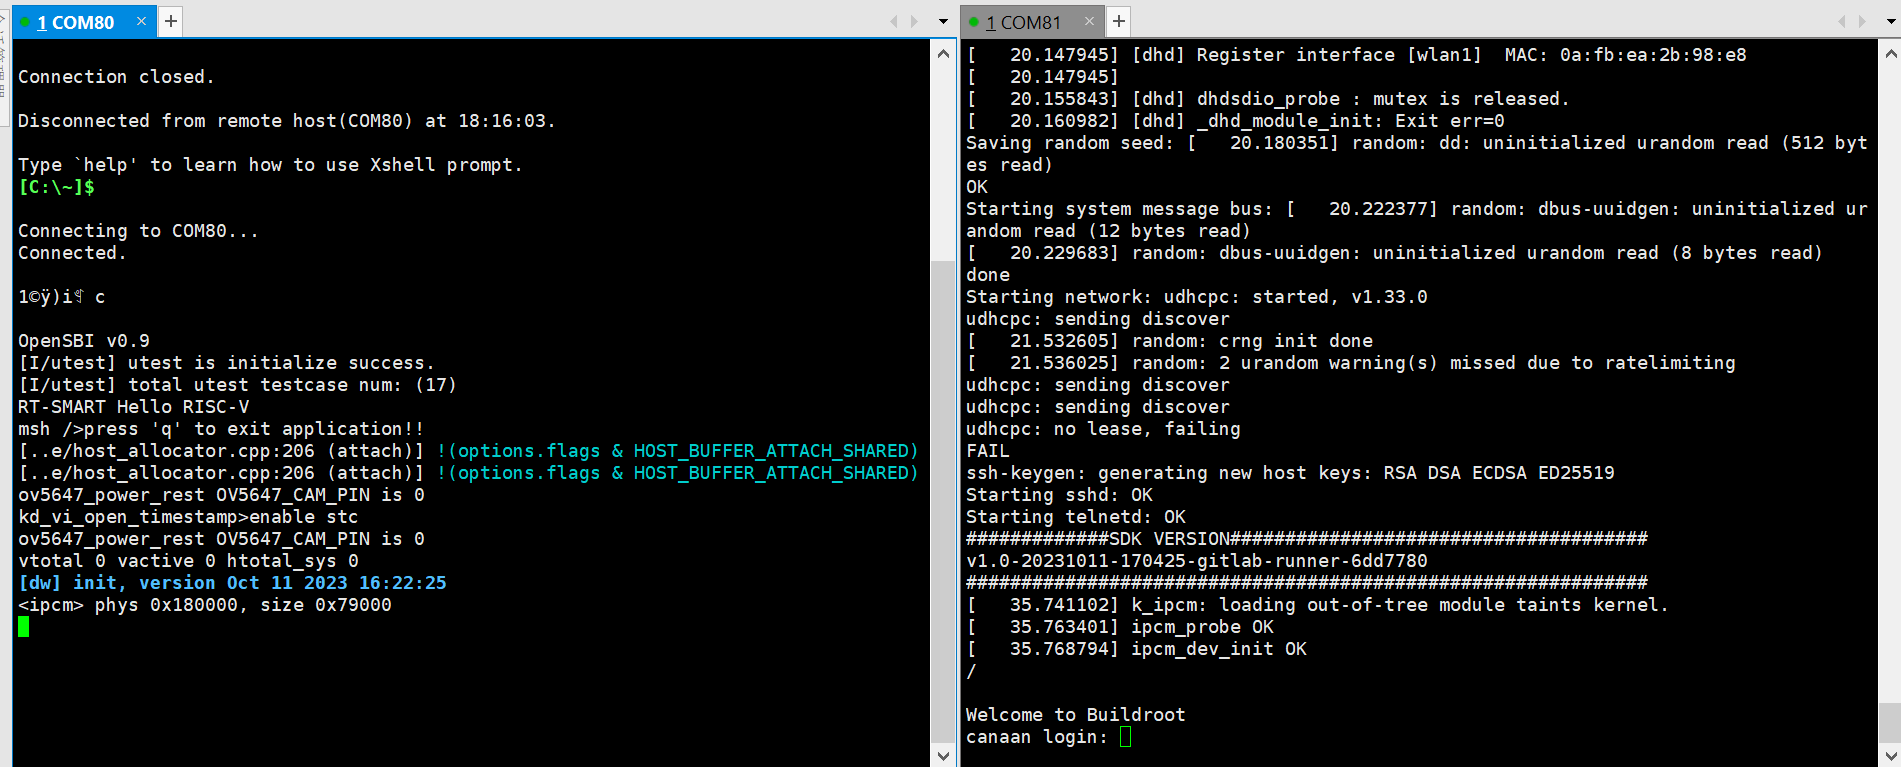 1 COM80
Connection closed.
Disconnected from remote host(COM80) at 18:16:03.
Type `help' to learn how to use Xshell prompt.
[C:\~]$
Connecting to COM80...
Connected.
OpenSBI v0.9
[I/utest] utest is initialize success.
[I/utest] total utest testcase num: (17)
RT-SMART Hello RISC-V
msh />press 'q' to exit application!!
[..e/host_allocator.cpp:206 (attach)] !(options.flags & HOST_BUFFER_ATTACH_SHARED)
[..e/host_allocator.cpp:206 (attach)] !(options.flags & HOST_BUFFER_ATTACH_SHARED)
ov5647_power_rest OV5647_CAM_PIN is 0
kd_vi_open_timestamp>enable stc
ov5647_power_rest OV5647_CAM_PIN is 0
vtotal 0 vactive 0 htotal_sys 0
[dw] init, version Oct 11 2023 16:22:25
<ipcm> phys 0x180000, size 0x79000
1 COM81
[   20.147945] [dhd] Register interface [wlan1]  MAC: 0a:fb:ea:2b:98:e8
[   20.147945]
[   20.155843] [dhd] dhdsdio_probe : mutex is released.
[   20.160982] [dhd] _dhd_module_init: Exit err=0
Saving random seed: [   20.180351] random: dd: uninitialized urandom read (512 byt
es read)
OK
Starting system message bus: [   20.222377] random: dbus-uuidgen: uninitialized ur
andom read (12 bytes read)
[   20.229683] random: dbus-uuidgen: uninitialized urandom read (8 bytes read)
done
Starting network: udhcpc: started, v1.33.0
udhcpc: sending discover
[   21.532605] random: crng init done
[   21.536025] random: 2 urandom warning(s) missed due to ratelimiting
udhcpc: sending discover
udhcpc: sending discover
udhcpc: no lease, failing
FAIL
ssh-keygen: generating new host keys: RSA DSA ECDSA ED25519
Starting sshd: OK
Starting telnetd: OK
#############SDK VERSION######################################
v1.0-20231011-170425-gitlab-runner-6dd7780
##############################################################
[   35.741102] k_ipcm: loading out-of-tree module taints kernel.
[   35.763401] ipcm_probe OK
[   35.768794] ipcm_dev_init OK
/
Welcome to Buildroot
canaan login: